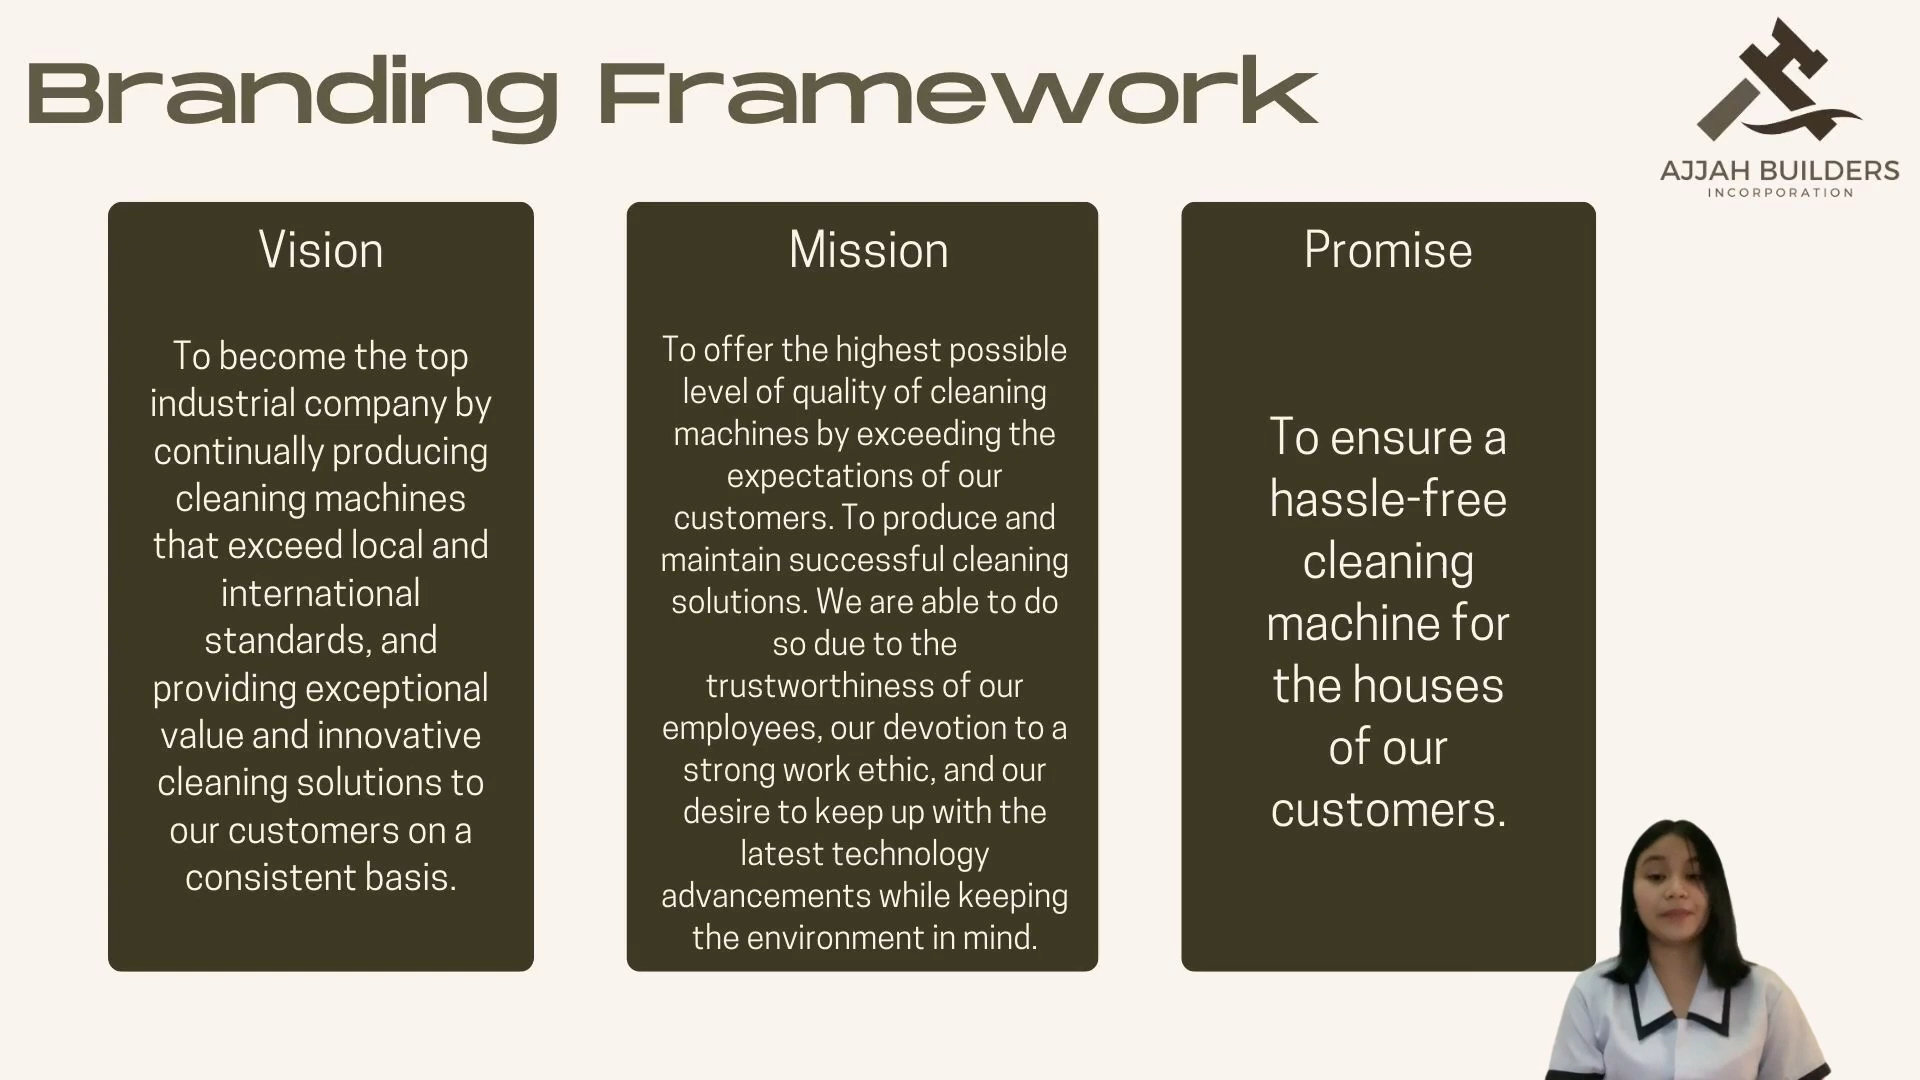 Branding Framework
AJJAH BUILDERS
INCORPORATION
Vision
To become the top
industrial company by
continually producing
cleaning machines
that exceed local and
international
standards, and
providing exceptional
value and innovative
cleaning solutions to
our customers on a
consistent basis.
Mission
To offer the highest possible
level of quality of cleaning
machines by exceeding the
expectations of our
customers. To produce and
maintain successful cleaning
solutions. We are able to do
so due to the
trustworthiness of our
employees, our devotion to a
strong work ethic, and our
desire to keep up with the
latest technology
advancements while keeping
the environment in mind.
Promise
To ensure a
hassle-free
cleaning
machine for
the houses
of our
customers.